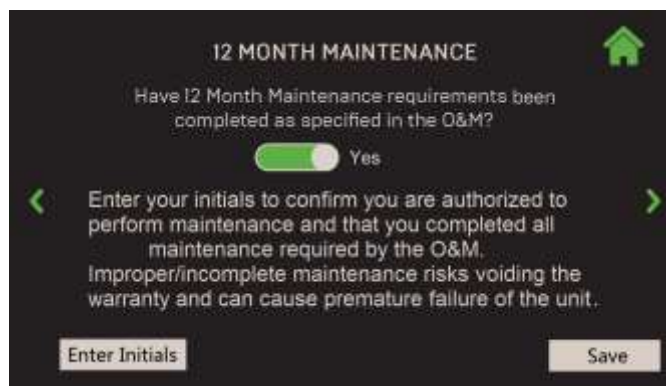 12 MONTH MAINTENANCE
Have 12 Month Maintenance requirements been
completed as specified in the O&M?
Yes
Enter your initials to confirm you are authorized to
perform maintenance and that you completed all
maintenance required by the O&M.
Improper/incomplete maintenance risks voiding the
warranty and can cause premature failure of the unit.
Enter Initials
Save